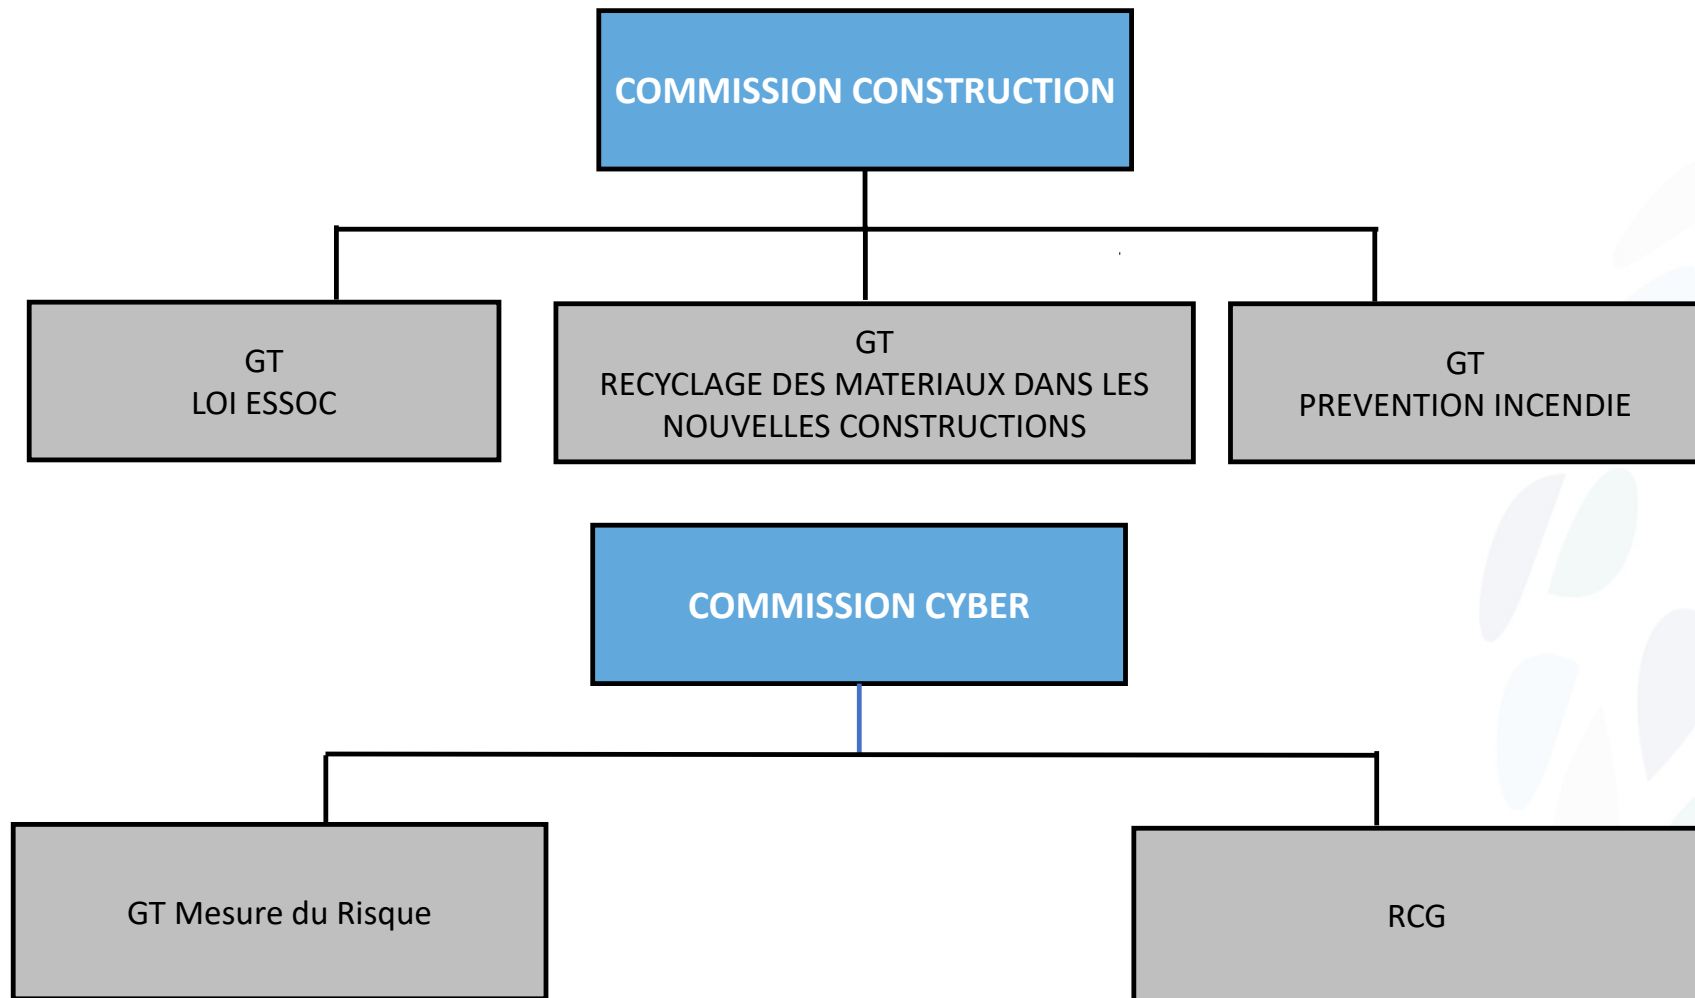 COMMISSION CONSTRUCTION
GT
LOI ESSOC
GT
RECYCLAGE DES MATERIAUX DANS LES
NOUVELLES CONSTRUCTIONS
GT
PREVENTION INCENDIE
COMMISSION CYBER
GT Mesure du Risque
RCG